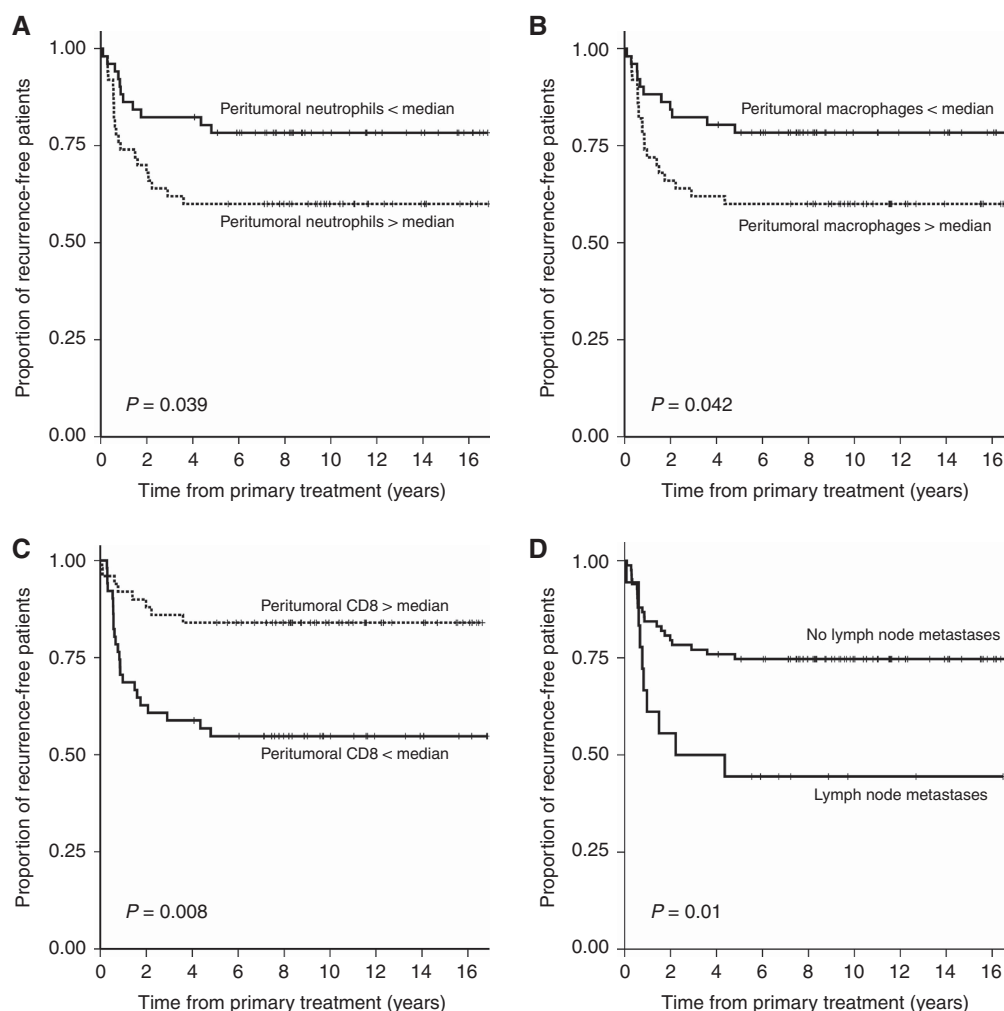 A
Proportion of recurrence-free patients
1.00
0.75
0.50
0.25
0.00
Peritumoral neutrophils < median
Peritumoral neutrophils > median
P = 0.039
0 2 4 6 8 10 12 14 16
Time from primary treatment (years)
B
Proportion of recurrence-free patients
1.00
0.75
0.50
0.25
0.00
Peritumoral macrophages < median
Peritumoral macrophages > median
P = 0.042
0 2 4 6 8 10 12 14 16
Time from primary treatment (years)
C
Proportion of recurrence-free patients
1.00
0.75
0.50
0.25
0.00
Peritumoral CD8 > median
Peritumoral CD8 < median
P = 0.008
0 2 4 6 8 10 12 14 16
Time from primary treatment (years)
D
Proportion of recurrence-free patients
1.00
0.75
0.50
0.25
0.00
No lymph node metastases
Lymph node metastases
P = 0.01
0 2 4 6 8 10 12 14 16
Time from primary treatment (years)